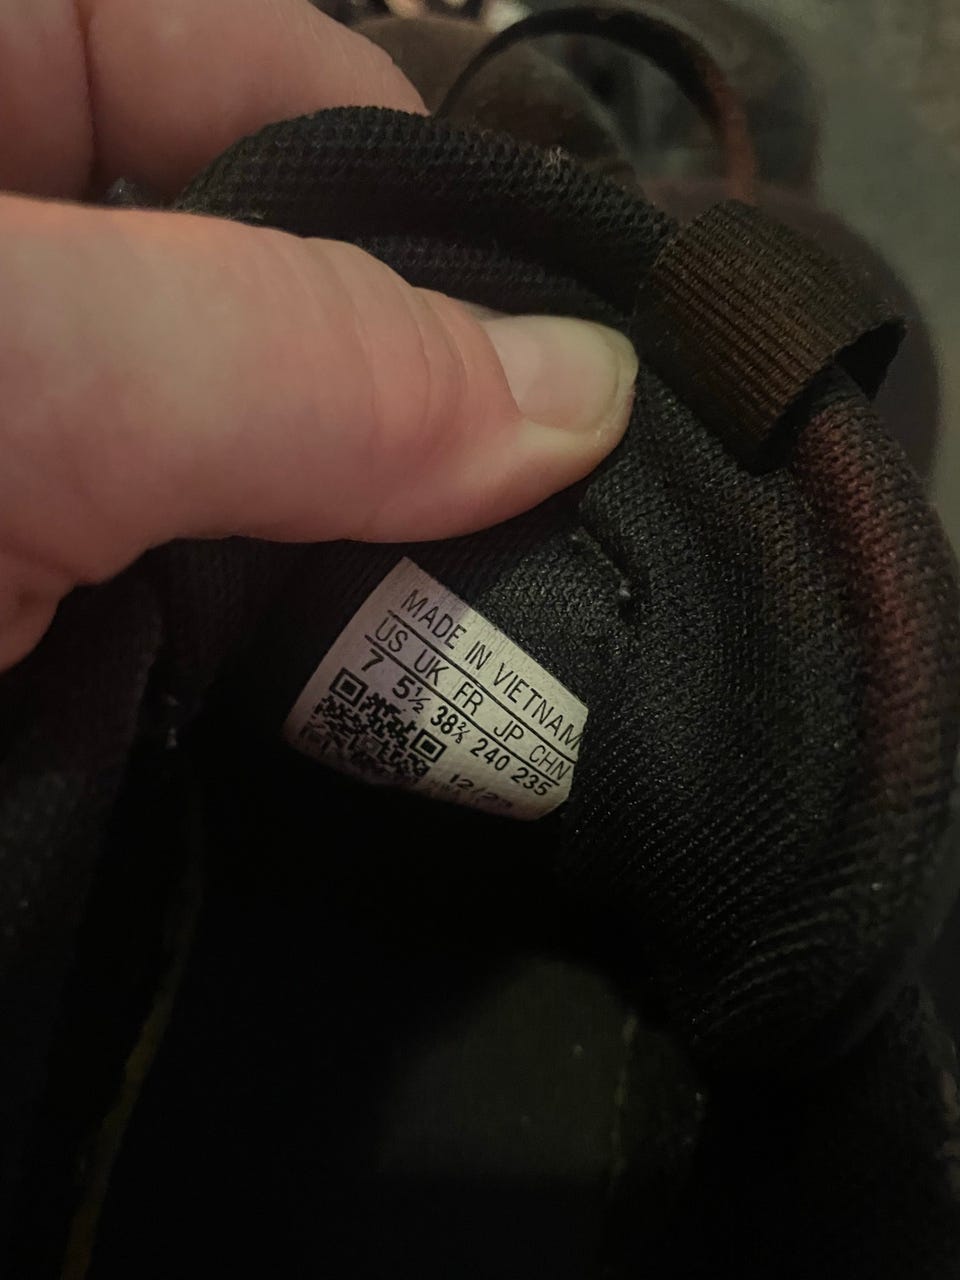 MADE IN VIETNAM
US UK FR JP CHN
7 5½ 38⅔ 240 235